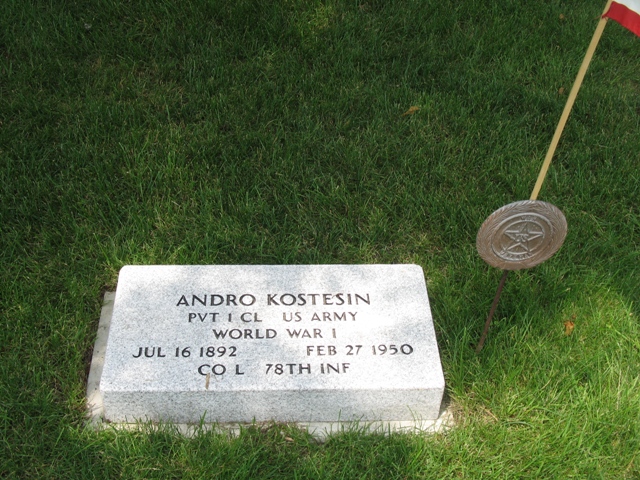 ANDRO KOSTESIN
PVT 1 CL US ARMY
WORLD WAR I
JUL 16 1892 FEB 27 1950
CO L 78TH INF